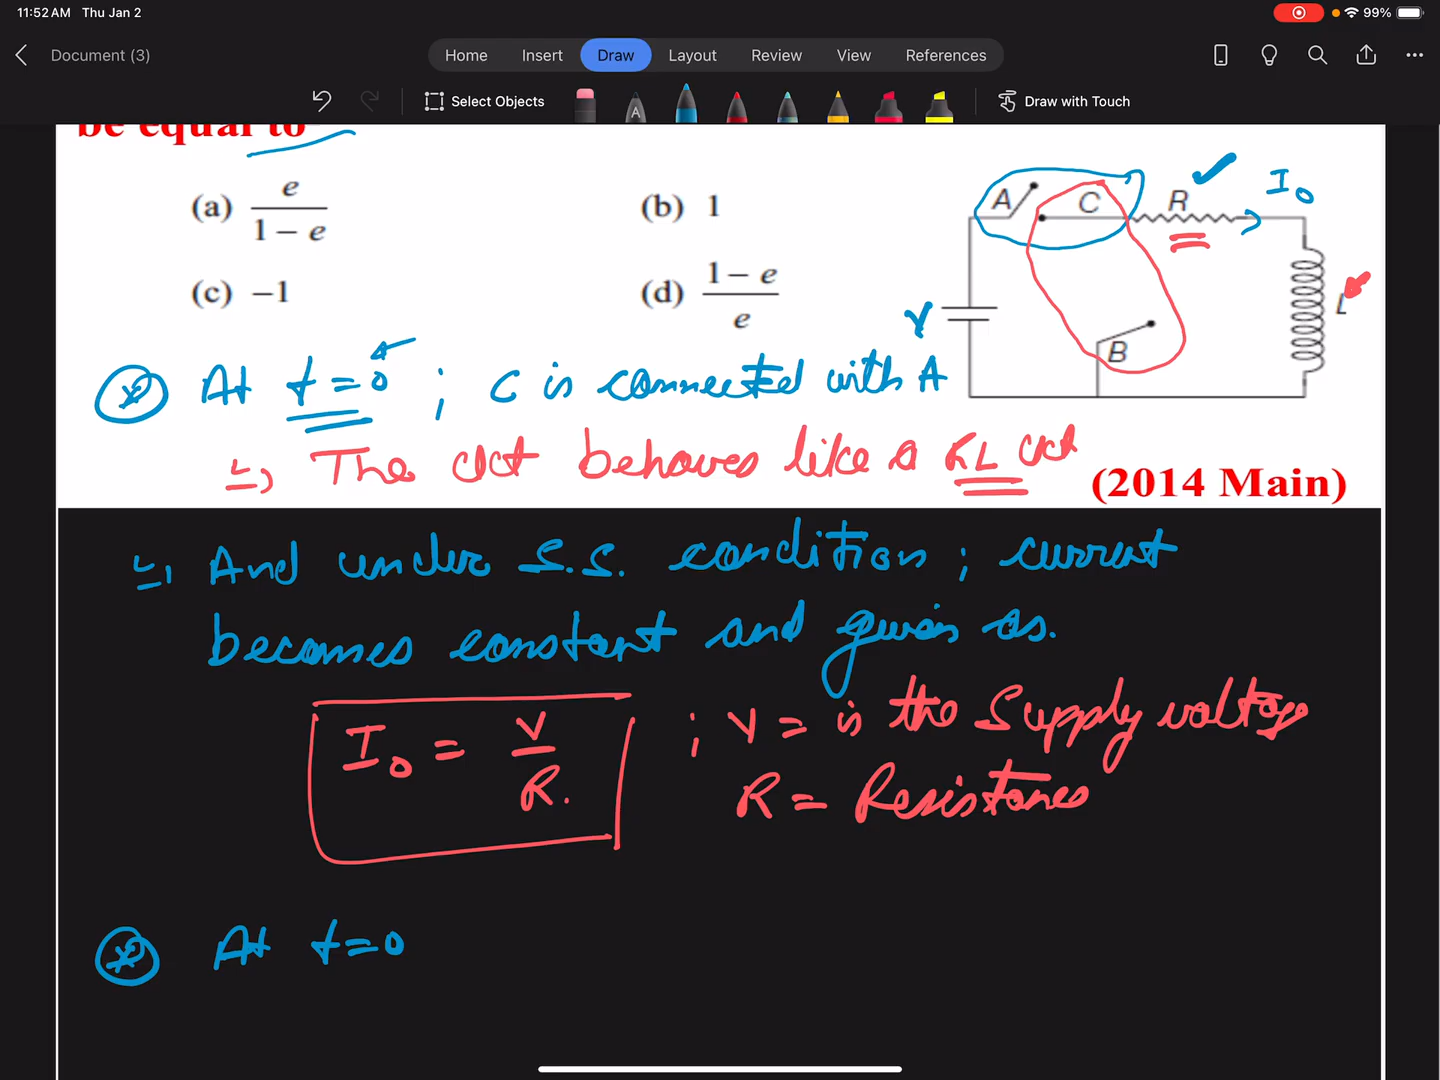 11:52 AM Thu Jan 2
99%
Document (3)
Home Insert Draw Layout Review View References
Select Objects
A
Draw with Touch
be equal to
(a) e / 1 − e
(b) 1
(c) −1
(d) 1 − e / e
A C R I₀
V
L
B
At t=0⁻ ; C is connected with A
↳ The ckt behaves like a RL ckt
(2014 Main)
↳ And under S.S. condition ; current
becomes constant and given as.
I₀ = V / R. ; V = is the Supply voltage
R = Resistance
At t=0